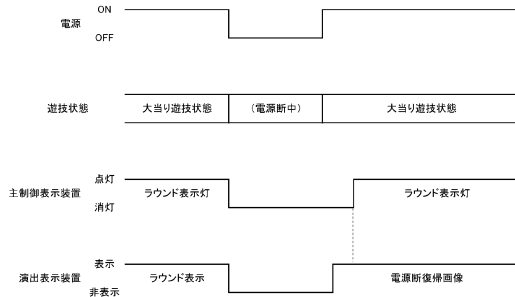 ON
電源
OFF
遊技状態
大当り遊技状態
(電源断中)
大当り遊技状態
点灯
主制御表示装置
ラウンド表示灯
ラウンド表示灯
消灯
表示
演出表示装置
ラウンド表示
電源断復帰画像
非表示